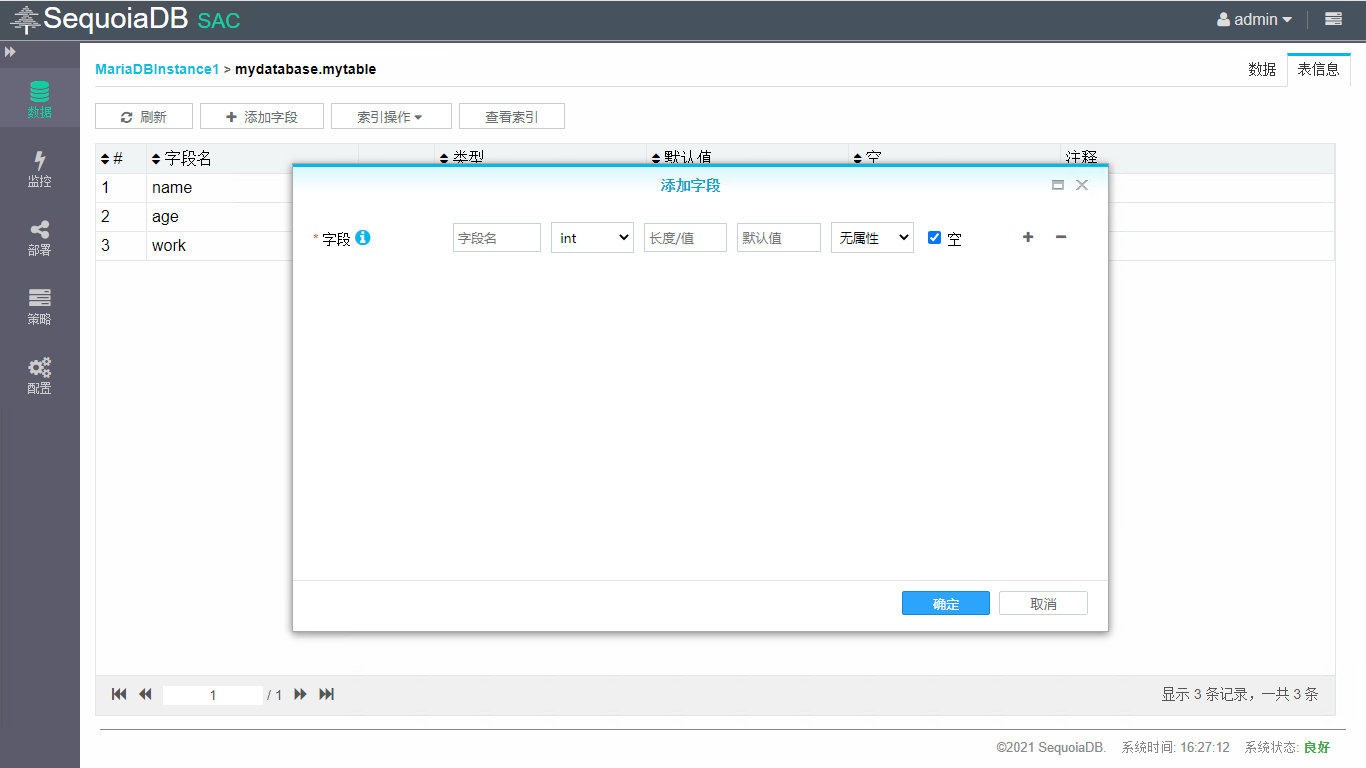 SequoiaDB SAC
admin
MariaDBInstance1 > mydatabase.mytable
数据 表信息
刷新 添加字段 索引操作 查看索引
# 字段名 类型 默认值 空 注释
1 name
2 age
3 work
添加字段
* 字段 字段名 int 长度/值 默认值 无属性 空
确定 取消
数据
监控
部署
策略
配置
1 / 1
显示 3 条记录，一共 3 条
©2021 SequoiaDB. 系统时间: 16:27:12 系统状态: 良好